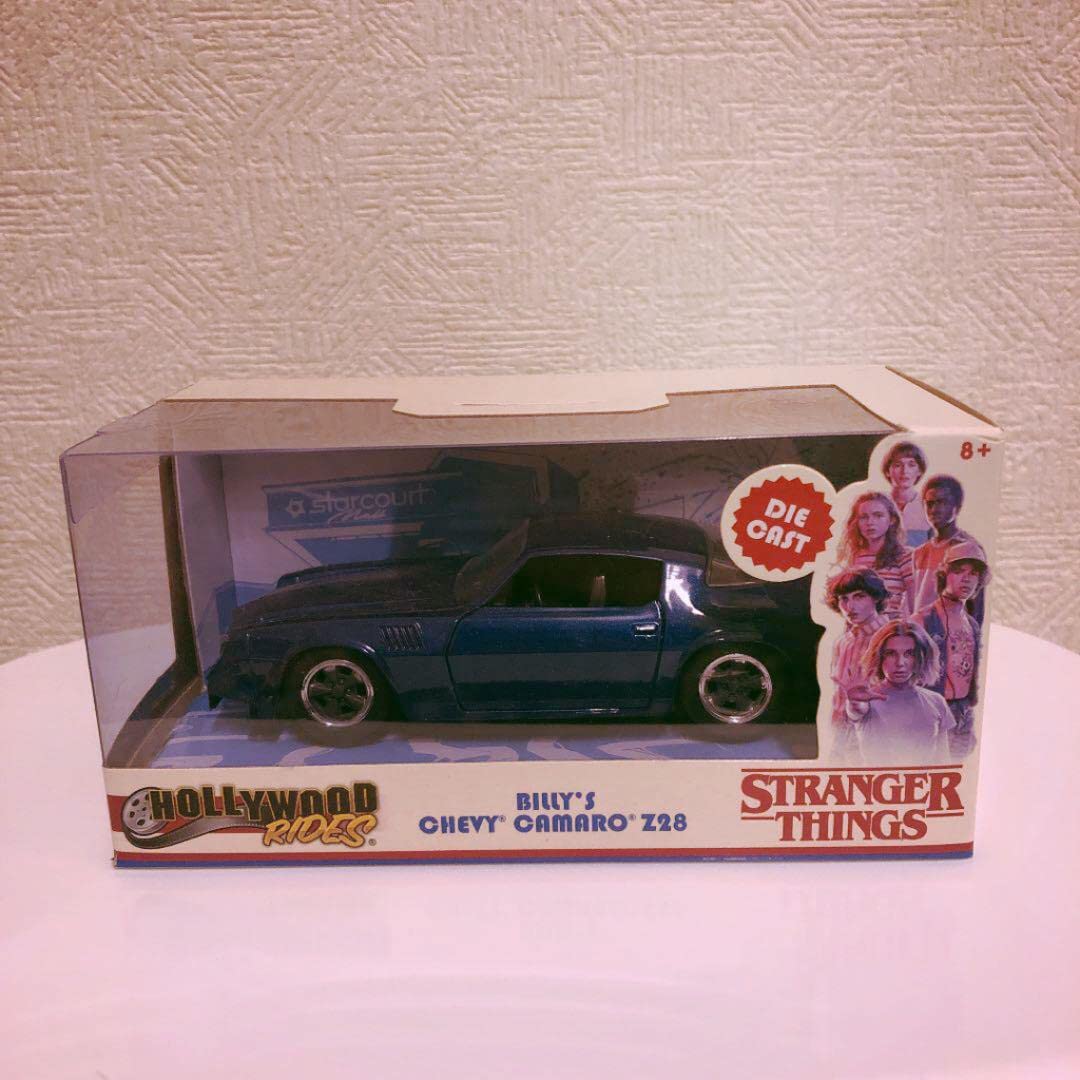 8+
DIE
CAST
starcourt
HOLLYWOOD
RIDES®
BILLY'S
CHEVY® CAMARO® Z28
STRANGER
THINGS